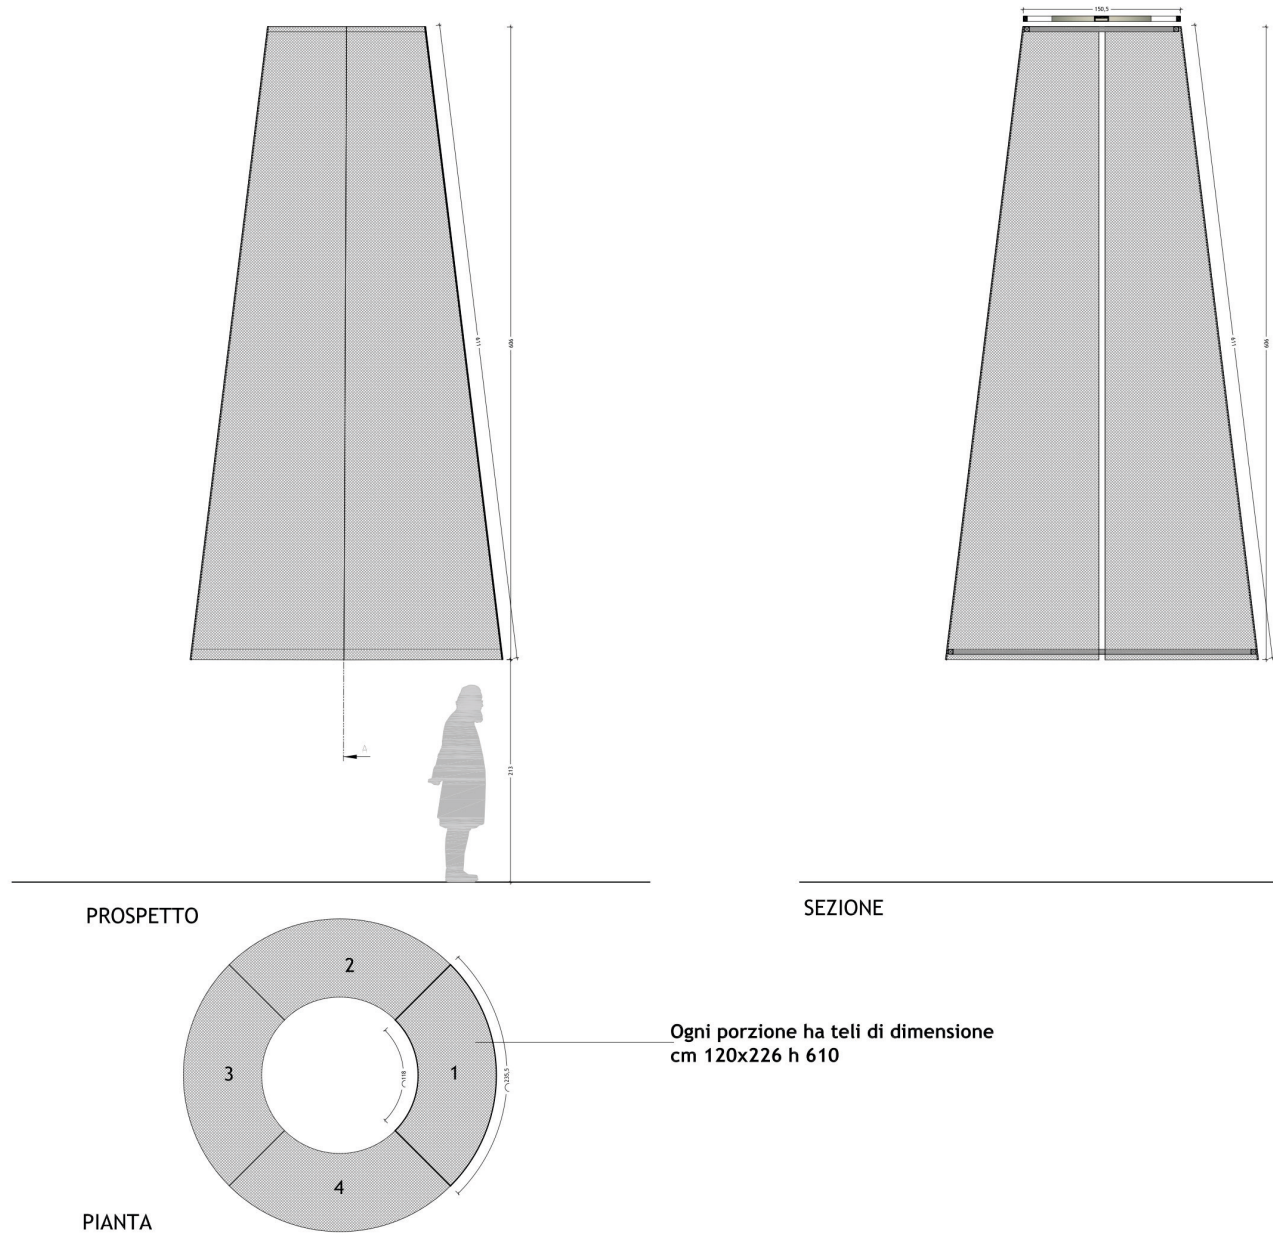 150,5
611
606
611
606
A
213
PROSPETTO
SEZIONE
2
3
118
1
235,5
4
Ogni porzione ha teli di dimensione
cm 120x226 h 610
PIANTA